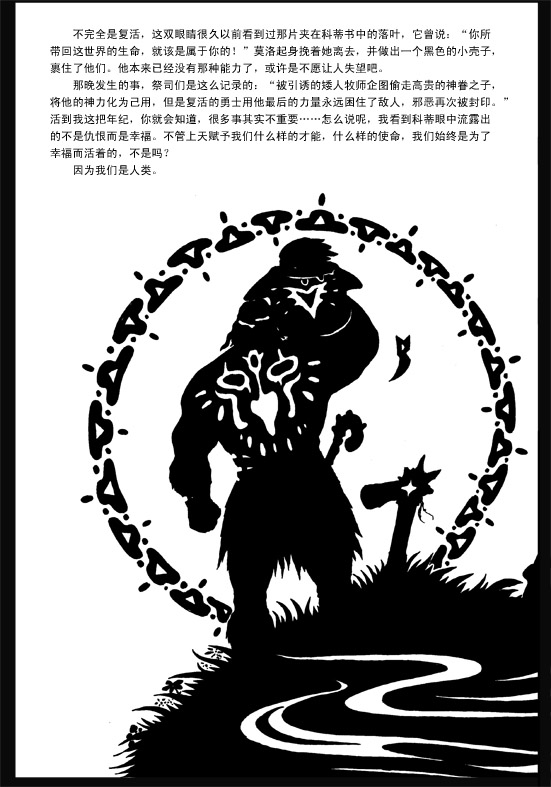 不完全是复活，这双眼睛很久以前看到过那片夹在科蒂书中的落叶，它曾说：“你所
带回这世界的生命，就该是属于你的！”莫洛起身挽着她离去，并做出一个黑色的小壳子，
裹住了他们。他本来已经没有那种能力了，或许是不愿让人失望吧。
那晚发生的事，祭司们是这么记录的：“被引诱的矮人牧师企图偷走高贵的神眷之子，
将他的神力化为己用，但是复活的勇士用他最后的力量永远困住了敌人，邪恶再次被封印。”
活到我这把年纪，你就会知道，很多事其实不重要……怎么说呢，我看到科蒂眼中流露出
的不是仇恨而是幸福。不管上天赋予我们什么样的才能，什么样的使命，我们始终是为了
幸福而活着的，不是吗？
因为我们是人类。